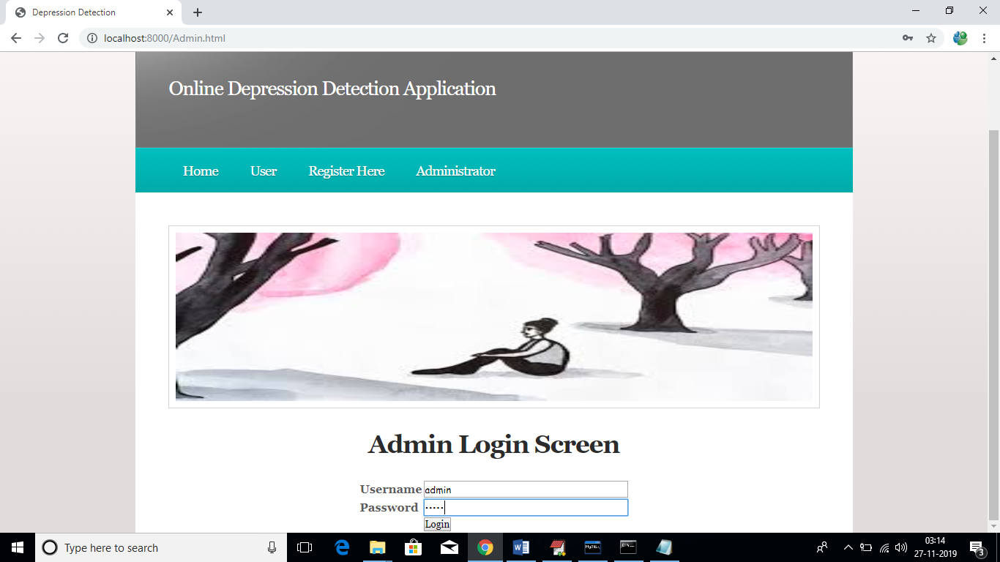 Depression Detection
localhost:8000/Admin.html
Online Depression Detection Application
Home User Register Here Administrator
Admin Login Screen
Username admin
Password •••••
Login
Type here to search
03:14
27-11-2019
3